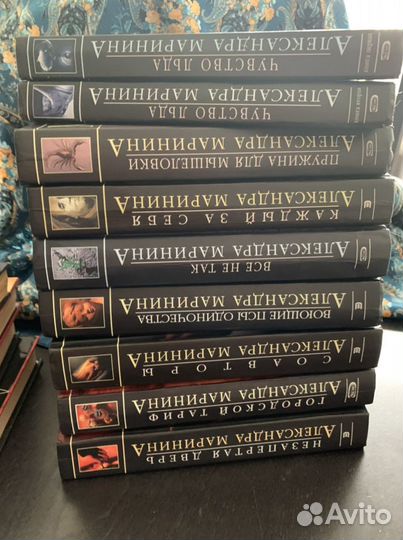 ЧУВСТВО ЛЬДА
АЛЕКСАНДРА МАРИНИНА
ЧУВСТВО ЛЬДА
АЛЕКСАНДРА МАРИНИНА
ПРУЖИНА ДЛЯ МЫШЕЛОВКИ
АЛЕКСАНДРА МАРИНИНА
КАЖДЫЙ ЗА СЕБЯ
АЛЕКСАНДРА МАРИНИНА
ВСЕ НЕ ТАК
АЛЕКСАНДРА МАРИНИНА
ВОЮЩИЕ ПСЫ ОДИНОЧЕСТВА
АЛЕКСАНДРА МАРИНИНА
СОАВТОРЫ
АЛЕКСАНДРА МАРИНИНА
ГОРОДСКОЙ ТАРИФ
АЛЕКСАНДРА МАРИНИНА
НЕЗАПЕРТАЯ ДВЕРЬ
АЛЕКСАНДРА МАРИНИНА
Avito